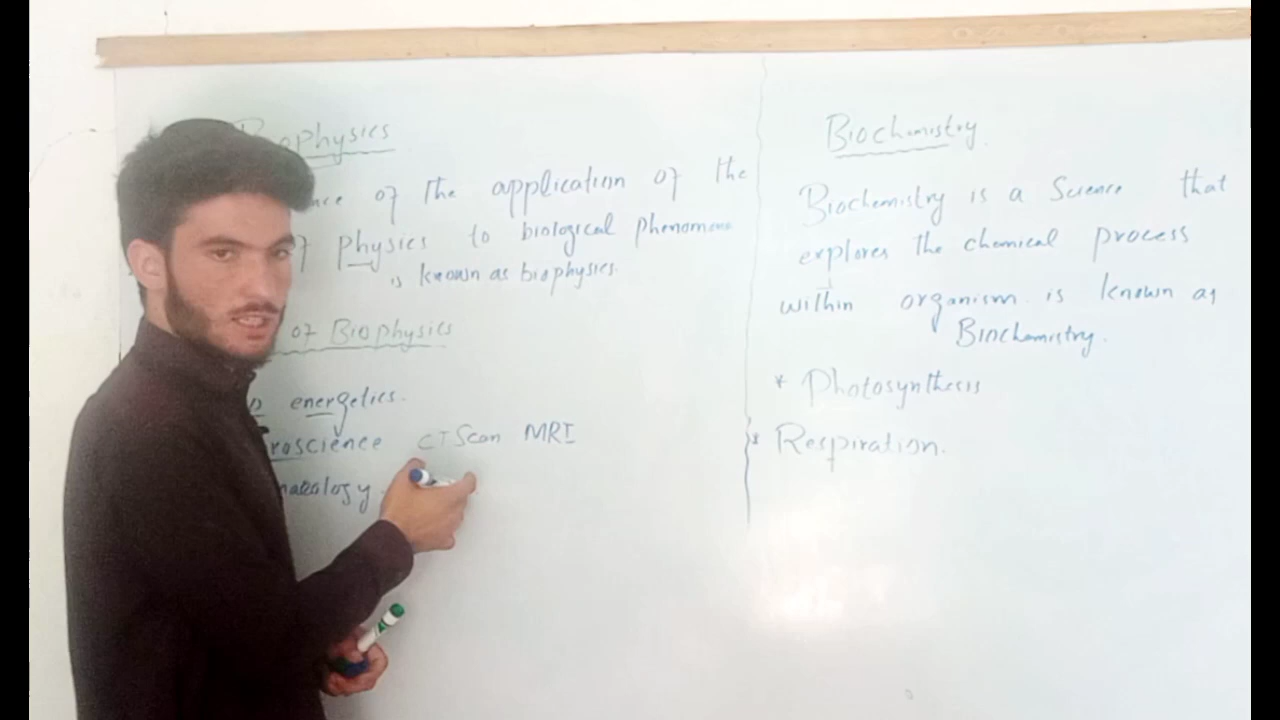 Biophysics
of the application of the
of physics to biological phenomena
is known as biophysics.
of Biophysics
energetics.
roscience CT Scan MRI
Biochemistry.
Biochemistry is a Science that
explores the chemical process
within organism is known as
Biochemistry.
* Photosynthesis
* Respiration.